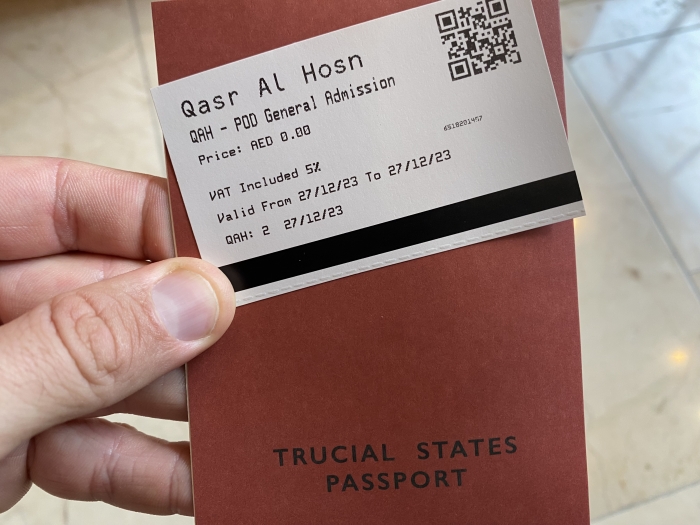 Qasr Al Hosn
QAH - POD General Admission
Price: AED 0.00
6518201457
VAT Included 5%
Valid From 27/12/23 To 27/12/23
QAH: 2 27/12/23
TRUCIAL STATES
PASSPORT